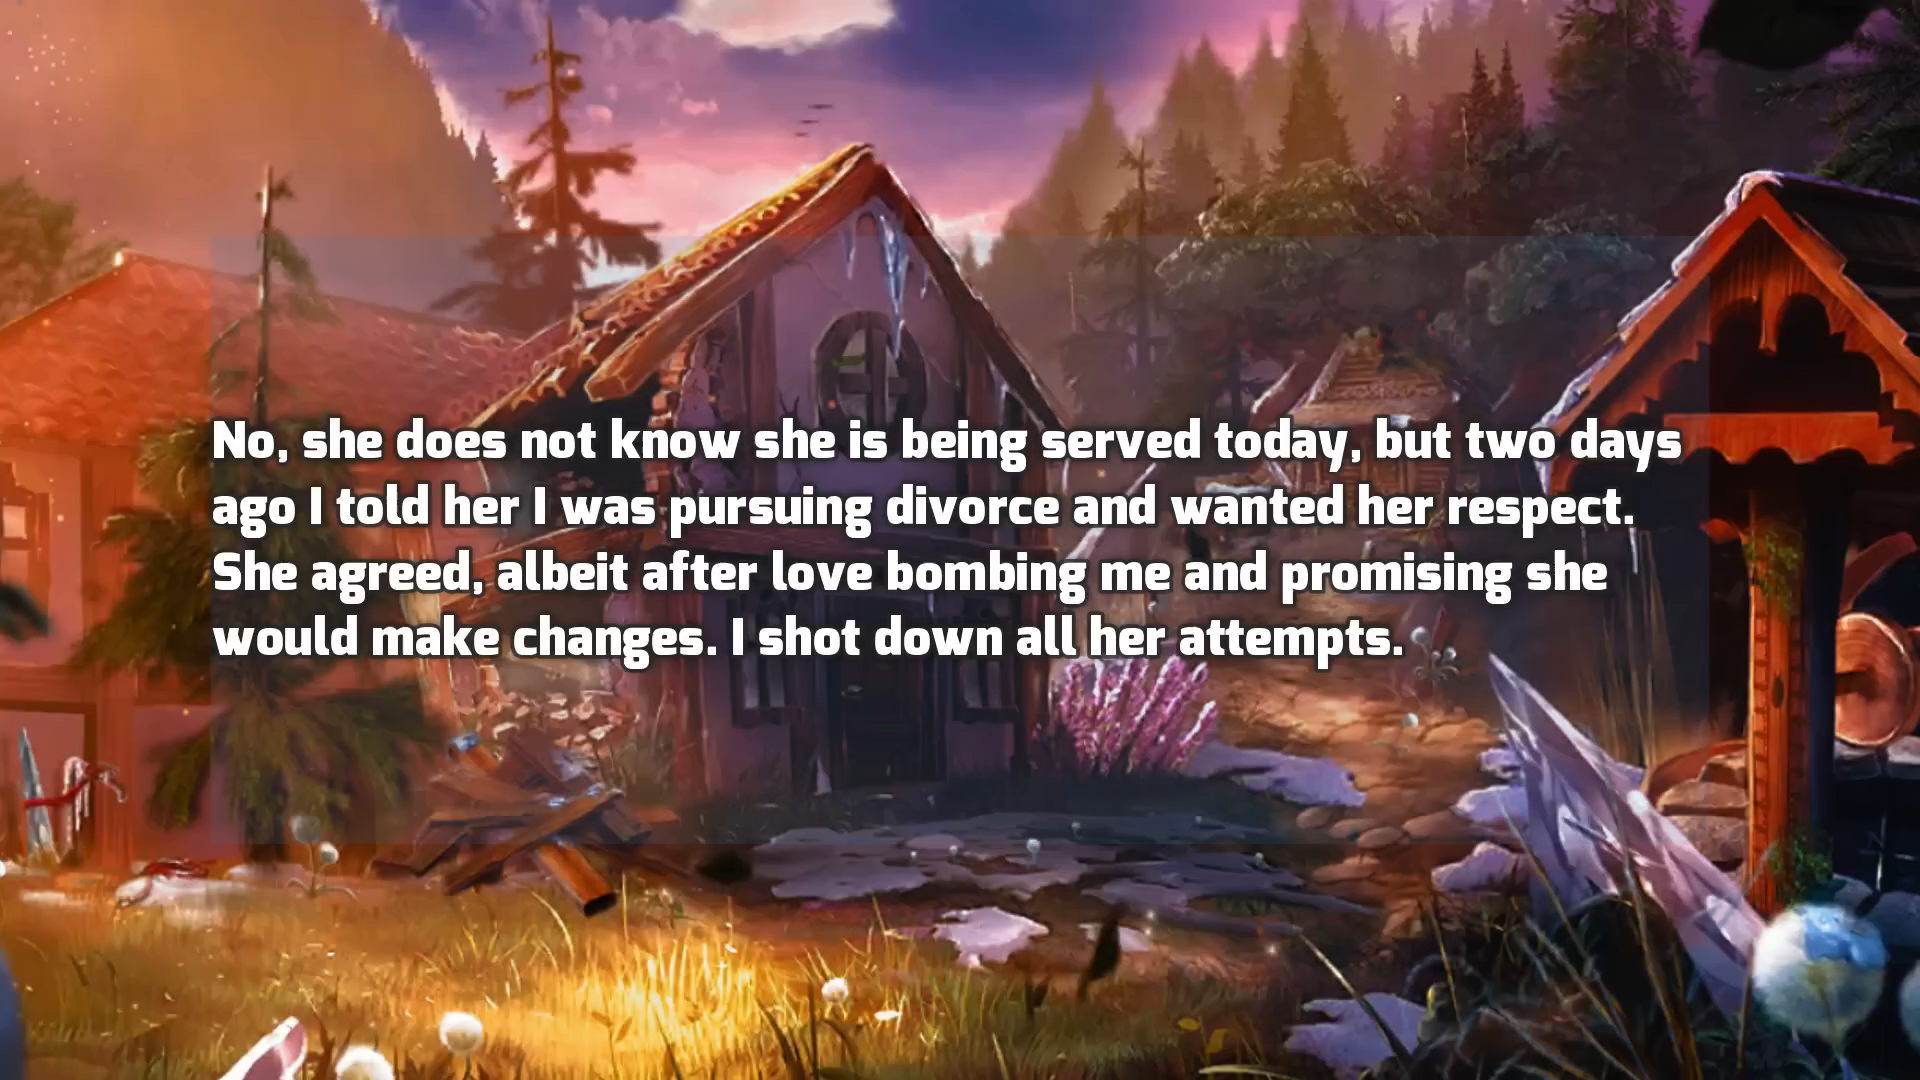 No, she does not know she is being served today, but two days
ago I told her I was pursuing divorce and wanted her respect.
She agreed, albeit after love bombing me and promising she
would make changes. I shot down all her attempts.